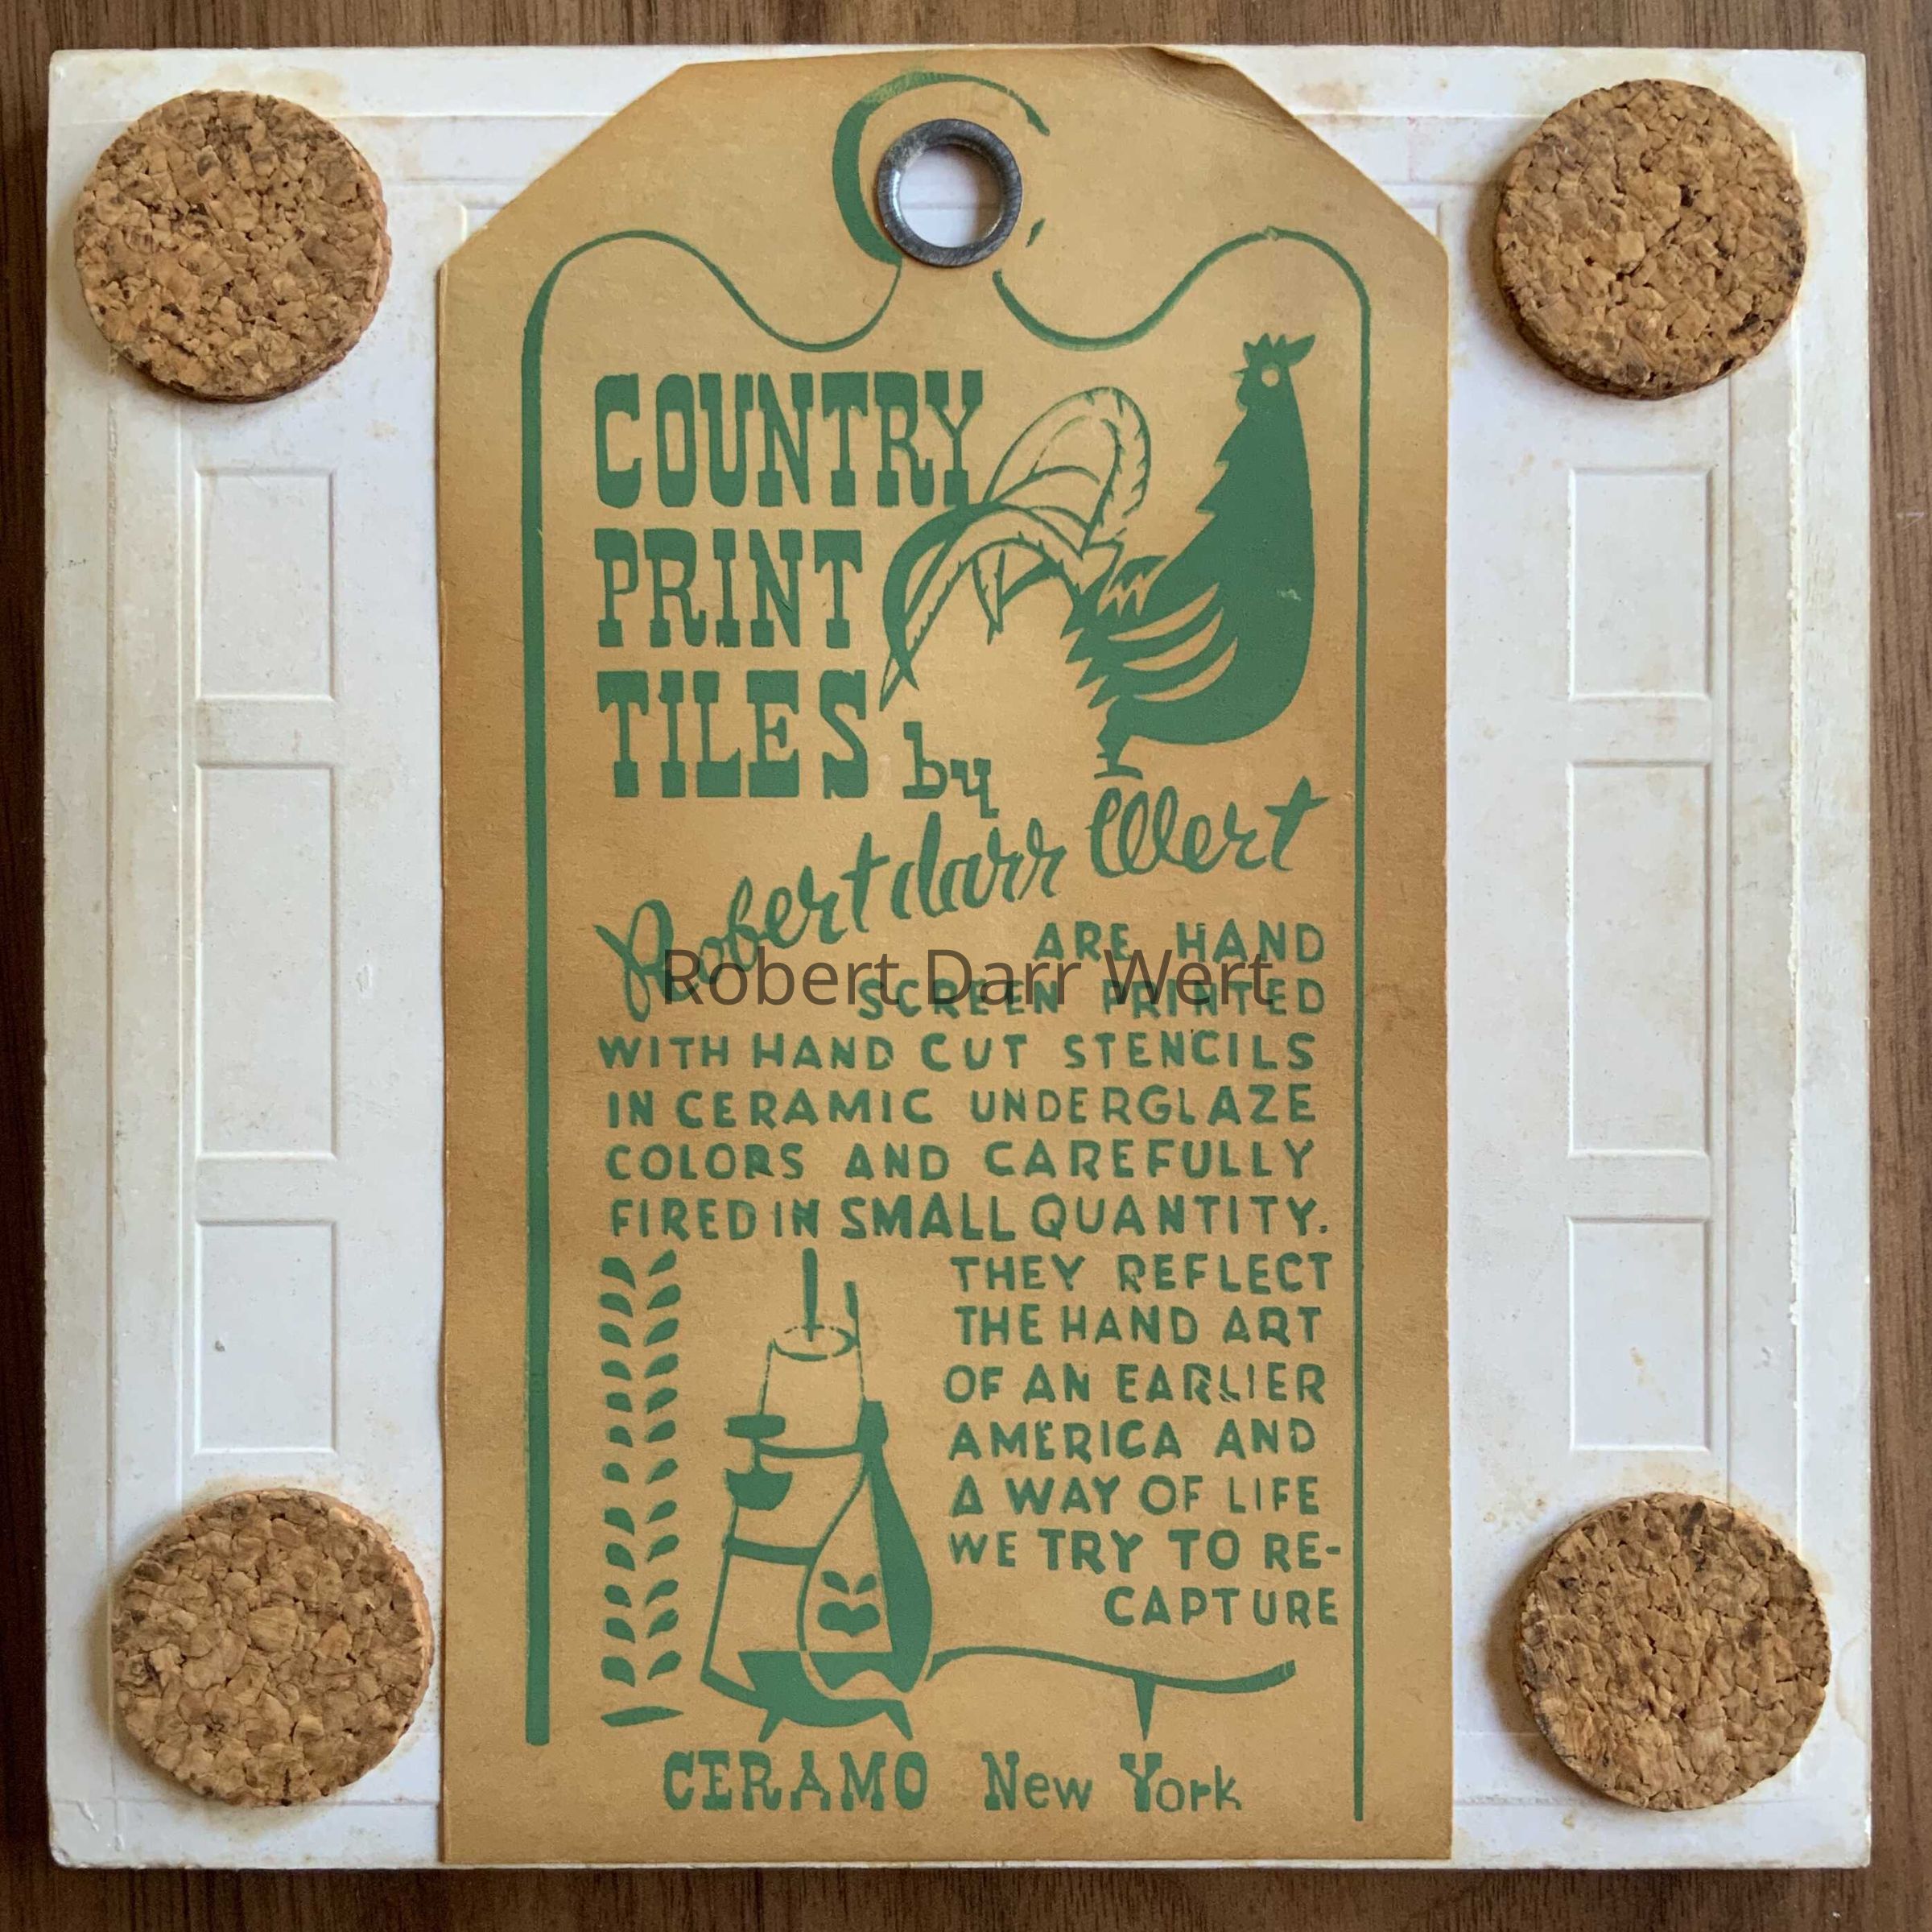 COUNTRY
PRINT
TILES by
Robert darr Wert
ARE HAND
Robert Darr Wert
SCREEN PRINTED
WITH HAND CUT STENCILS
IN CERAMIC UNDERGLAZE
COLORS AND CAREFULLY
FIRED IN SMALL QUANTITY.
THEY REFLECT
THE HAND ART
OF AN EARLIER
AMERICA AND
A WAY OF LIFE
WE TRY TO RE-
CAPTURE
CERAMO New York